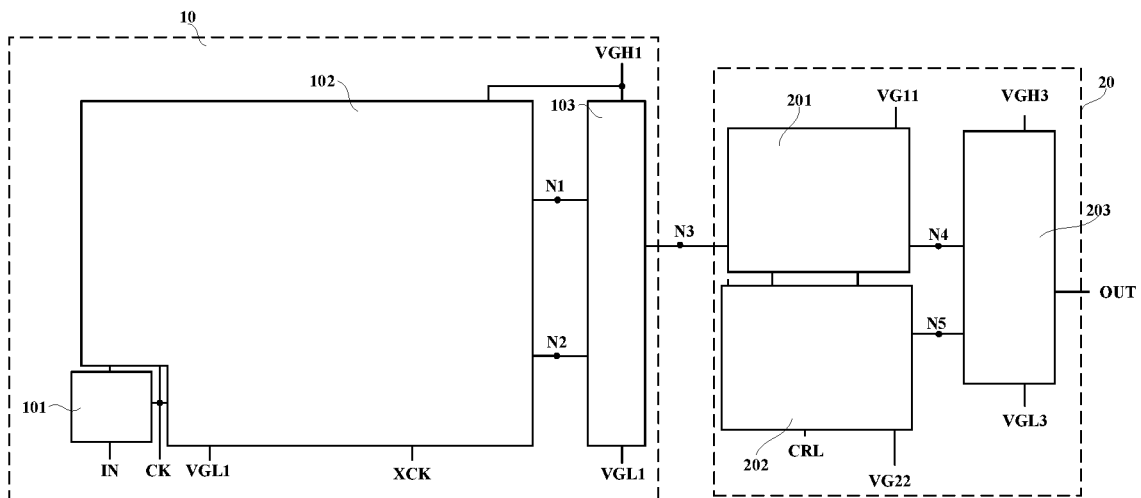 10
VGH1
102
103
20
VG11
VGH3
201
N1
203
N3
N4
OUT
N2
N5
101
VGL3
IN
CK
VGL1
XCK
VGL1
202
CRL
VG22